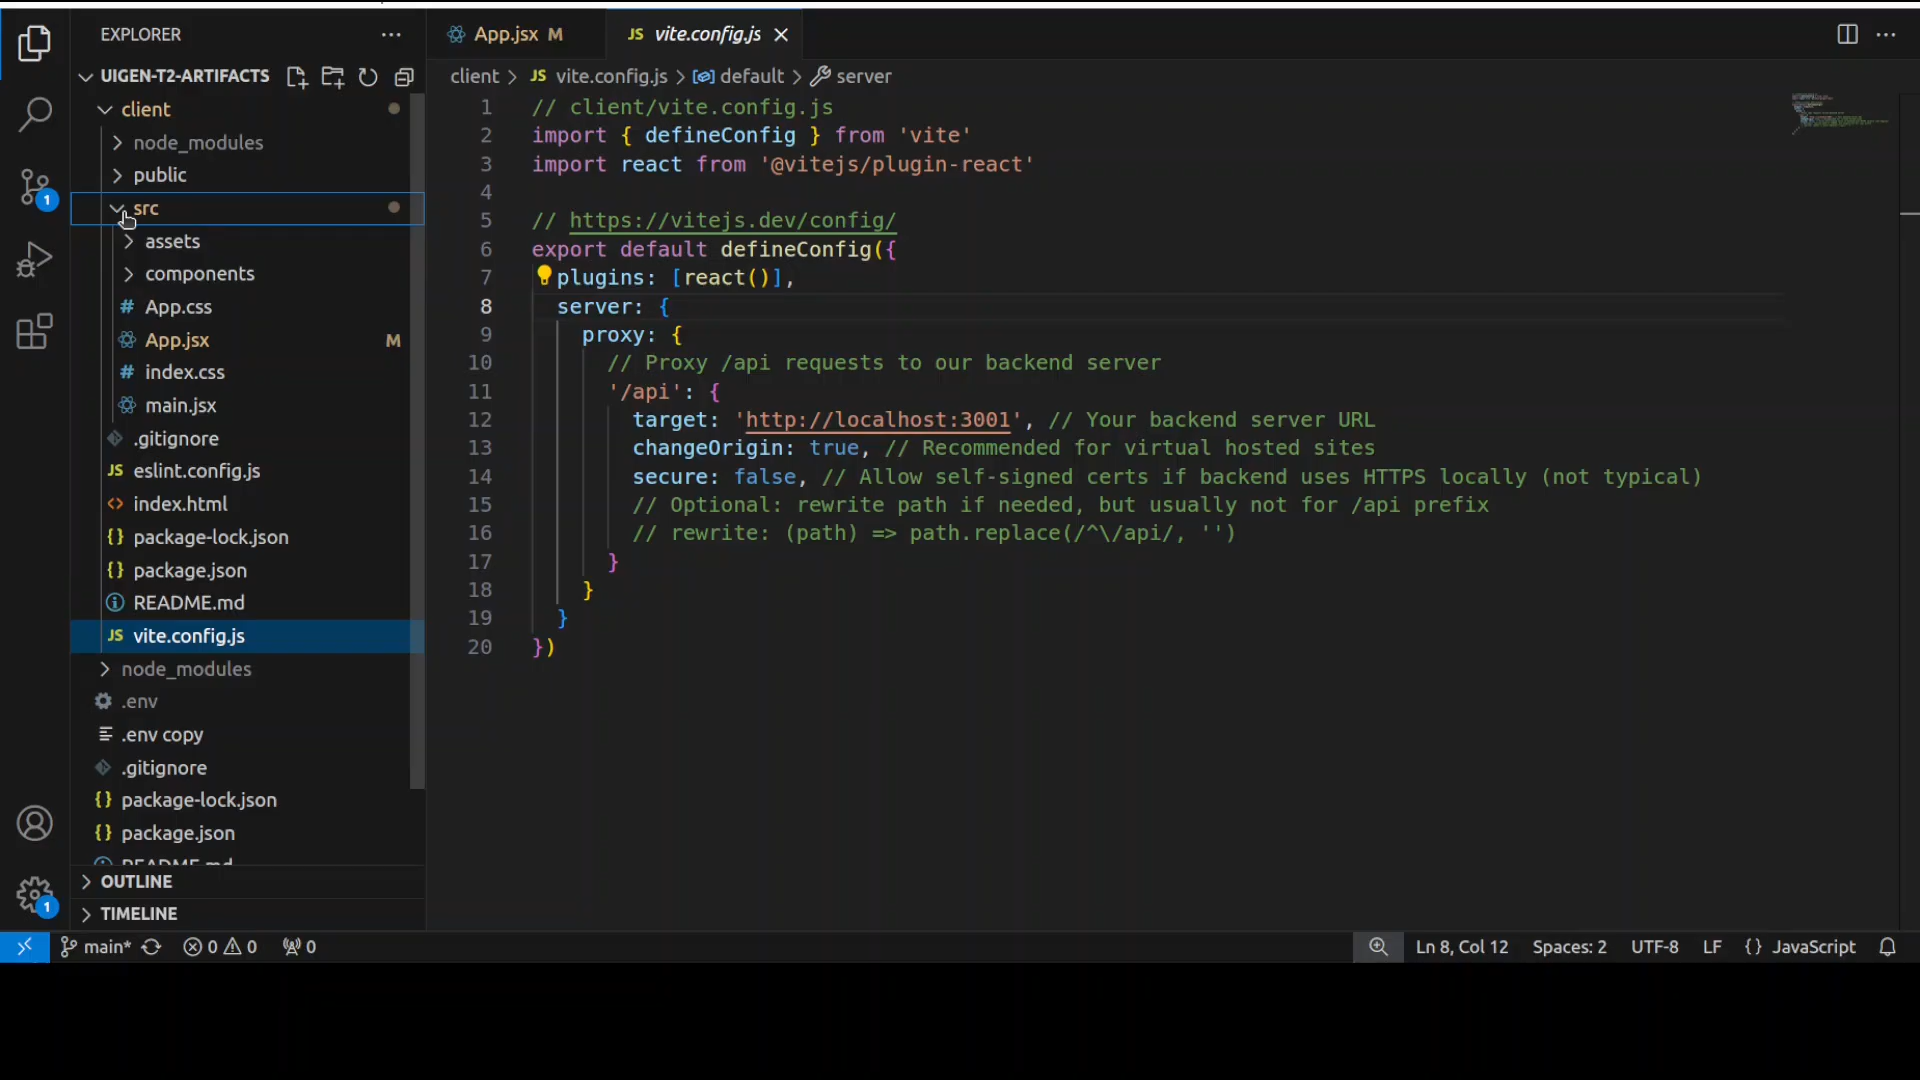 EXPLORER
UIGEN-T2-ARTIFACTS
client
node_modules
public
src
assets
components
# App.css
App.jsx M
# index.css
main.jsx
.gitignore
JS eslint.config.js
<> index.html
{} package-lock.json
{} package.json
README.md
JS vite.config.js
node_modules
.env
.env copy
.gitignore
{} package-lock.json
{} package.json
README.md
OUTLINE
TIMELINE
1
1
App.jsx M
JS vite.config.js
client > JS vite.config.js > default > server
1 // client/vite.config.js
2 import { defineConfig } from 'vite'
3 import react from '@vitejs/plugin-react'
4
5 // https://vitejs.dev/config/
6 export default defineConfig({
7 plugins: [react()],
8 server: {
9 proxy: {
10 // Proxy /api requests to our backend server
11 '/api': {
12 target: 'http://localhost:3001', // Your backend server URL
13 changeOrigin: true, // Recommended for virtual hosted sites
14 secure: false, // Allow self-signed certs if backend uses HTTPS locally (not typical)
15 // Optional: rewrite path if needed, but usually not for /api prefix
16 // rewrite: (path) => path.replace(/^\/api/, '')
17 }
18 }
19 }
20 })
main* 0 0 0 Ln 8, Col 12 Spaces: 2 UTF-8 LF {} JavaScript